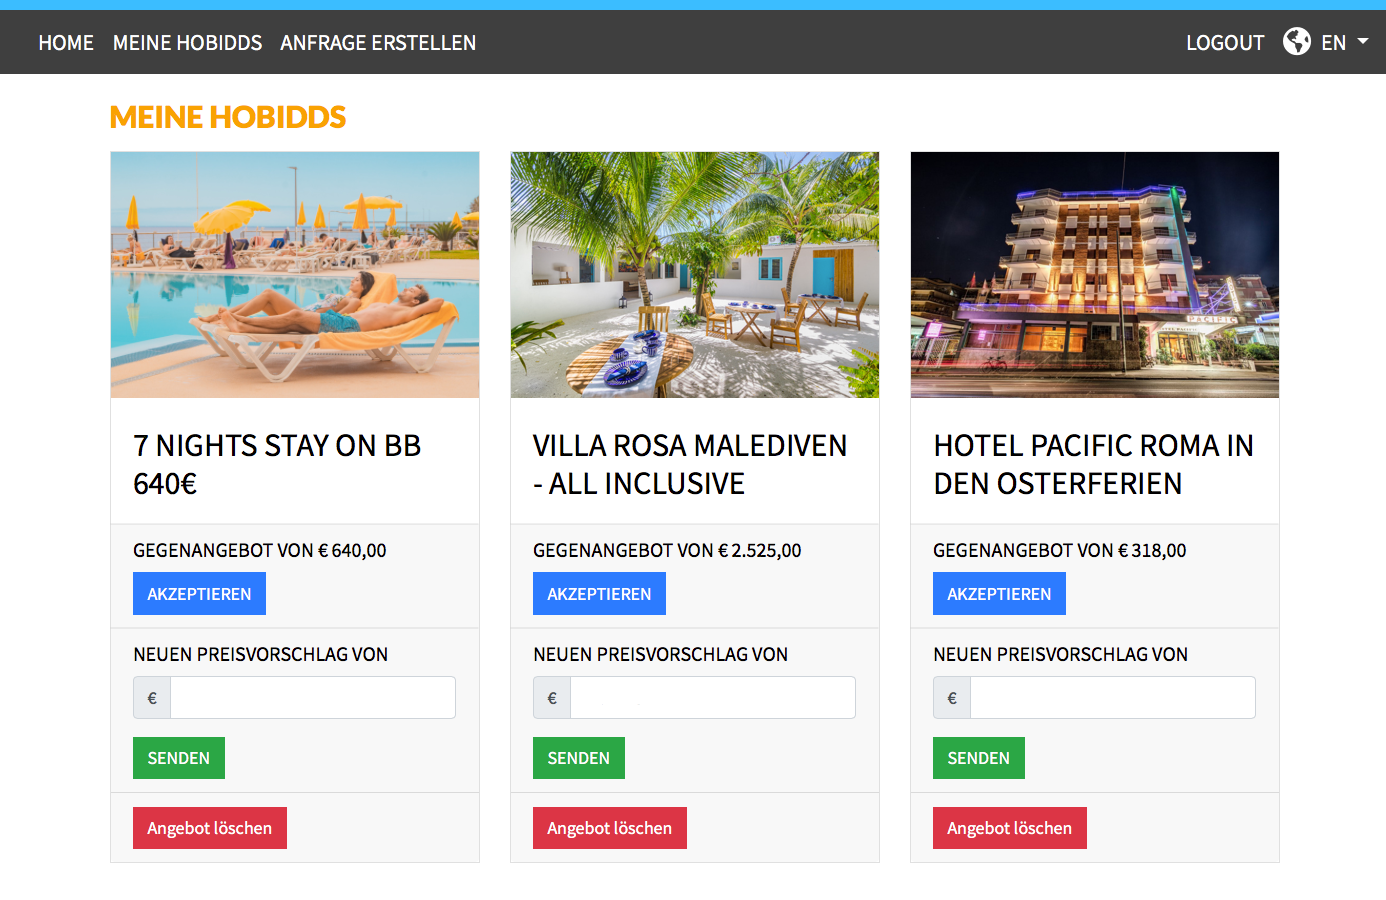 HOME MEINE HOBIDDS ANFRAGE ERSTELLEN LOGOUT EN
MEINE HOBIDDS
PACIFIC
HOTEL PACIFIC
7 NIGHTS STAY ON BB
640€
GEGENANGEBOT VON € 640,00
AKZEPTIEREN
NEUEN PREISVORSCHLAG VON
€
SENDEN
Angebot löschen
VILLA ROSA MALEDIVEN
- ALL INCLUSIVE
GEGENANGEBOT VON € 2.525,00
AKZEPTIEREN
NEUEN PREISVORSCHLAG VON
€
SENDEN
Angebot löschen
HOTEL PACIFIC ROMA IN
DEN OSTERFERIEN
GEGENANGEBOT VON € 318,00
AKZEPTIEREN
NEUEN PREISVORSCHLAG VON
€
SENDEN
Angebot löschen